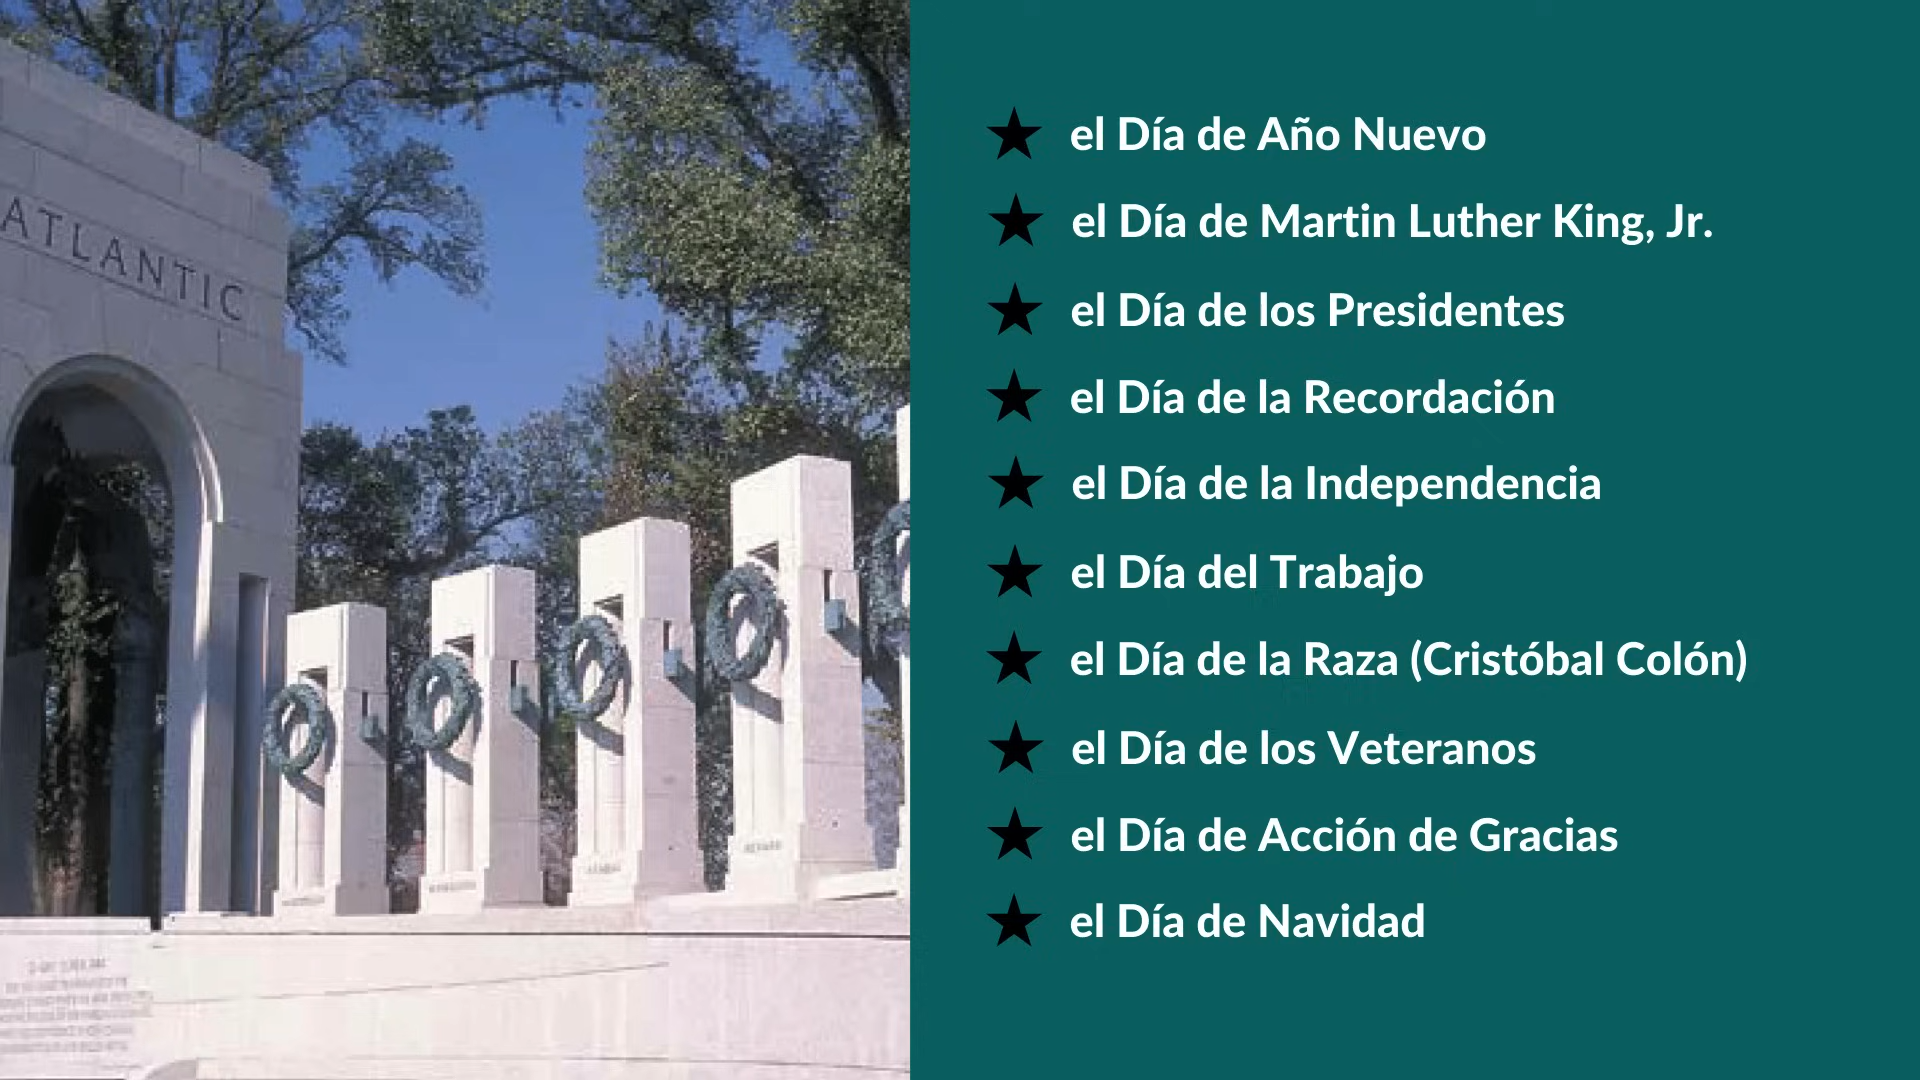 ATLANTIC
el Día de Año Nuevo
el Día de Martin Luther King, Jr.
el Día de los Presidentes
el Día de la Recordación
el Día de la Independencia
el Día del Trabajo
el Día de la Raza (Cristóbal Colón)
el Día de los Veteranos
el Día de Acción de Gracias
el Día de Navidad